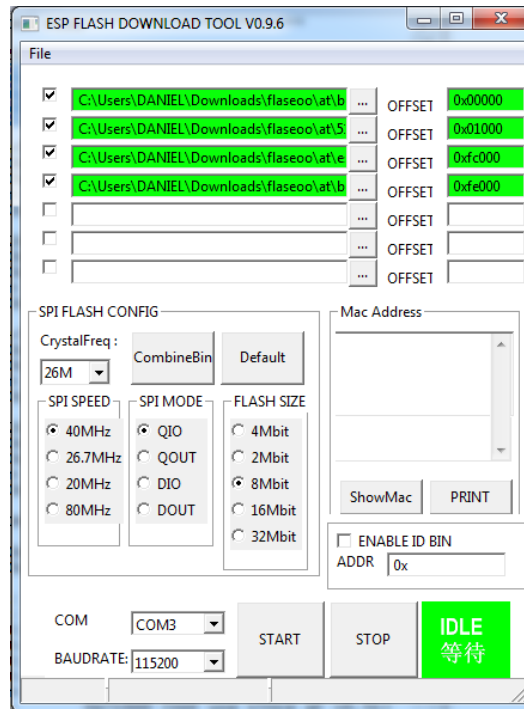 ESP FLASH DOWNLOAD TOOL V0.9.6
File
C:\Users\DANIEL\Downloads\flaseoo\at\b ... OFFSET 0x00000
C:\Users\DANIEL\Downloads\flaseoo\at\5 ... OFFSET 0x01000
C:\Users\DANIEL\Downloads\flaseoo\at\e ... OFFSET 0xfc000
C:\Users\DANIEL\Downloads\flaseoo\at\b ... OFFSET 0xfe000
... OFFSET
... OFFSET
... OFFSET
SPI FLASH CONFIG
CrystalFreq :
26M
CombineBin
Default
SPI SPEED
40MHz
26.7MHz
20MHz
80MHz
SPI MODE
QIO
QOUT
DIO
DOUT
FLASH SIZE
4Mbit
2Mbit
8Mbit
16Mbit
32Mbit
Mac Address
ShowMac
PRINT
ENABLE ID BIN
ADDR 0x
COM COM3
BAUDRATE: 115200
START
STOP
IDLE
等待